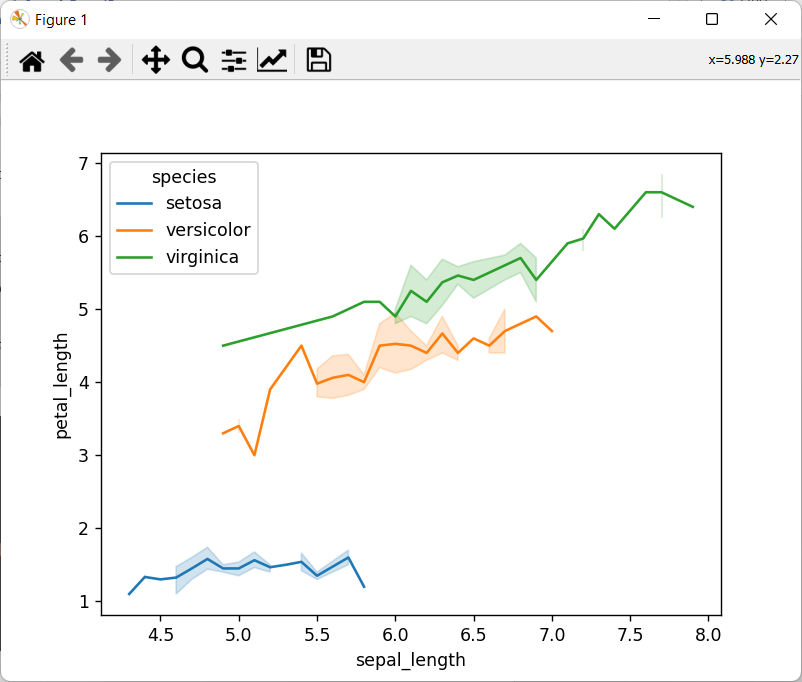 Figure 1
x=5.988 y=2.27
species
setosa
versicolor
virginica
7
6
5
4
3
2
1
petal_length
4.5 5.0 5.5 6.0 6.5 7.0 7.5 8.0
sepal_length